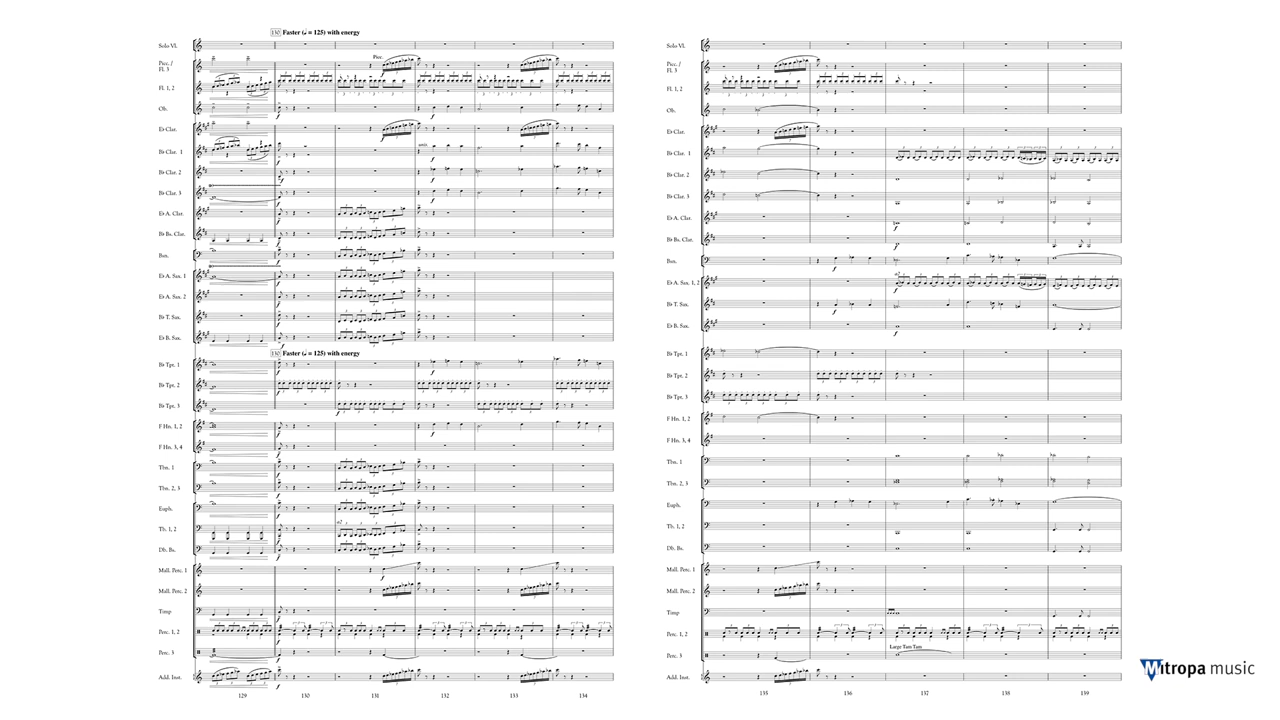 130 Faster (♩ = 125) with energy
Solo Vl.
Picc. /
Fl. 3
Picc.
Fl. 1, 2
Ob.
E♭ Clar.
B♭ Clar. 1
B♭ Clar. 2
B♭ Clar. 3
E♭ A. Clar.
B♭ Bs. Clar.
Bsn.
E♭ A. Sax. 1
E♭ A. Sax. 2
B♭ T. Sax.
E♭ B. Sax.
130 Faster (♩ = 125) with energy
B♭ Tpt. 1
B♭ Tpt. 2
B♭ Tpt. 3
F Hn. 1, 2
F Hn. 3, 4
Tbn. 1
Tbn. 2, 3
Euph.
Tb. 1, 2
Db. Bs.
Mall. Perc. 1
Mall. Perc. 2
Timp
Perc. 1, 2
Perc. 3
Add. Inst.
129 130 131 132 133 134
Solo Vl.
Picc. /
Fl. 3
Fl. 1, 2
Ob.
E♭ Clar.
B♭ Clar. 1
B♭ Clar. 2
B♭ Clar. 3
E♭ A. Clar.
B♭ Bs. Clar.
Bsn.
E♭ A. Sax. 1, 2
B♭ T. Sax.
E♭ B. Sax.
B♭ Tpt. 1
B♭ Tpt. 2
B♭ Tpt. 3
F Hn. 1, 2
F Hn. 3, 4
Tbn. 1
Tbn. 2, 3
Euph.
Tb. 1, 2
Db. Bs.
Mall. Perc. 1
Mall. Perc. 2
Timp
Perc. 1, 2
Large Tam Tam
Perc. 3
Add. Inst.
135 136 137 138 139
Mitropa music